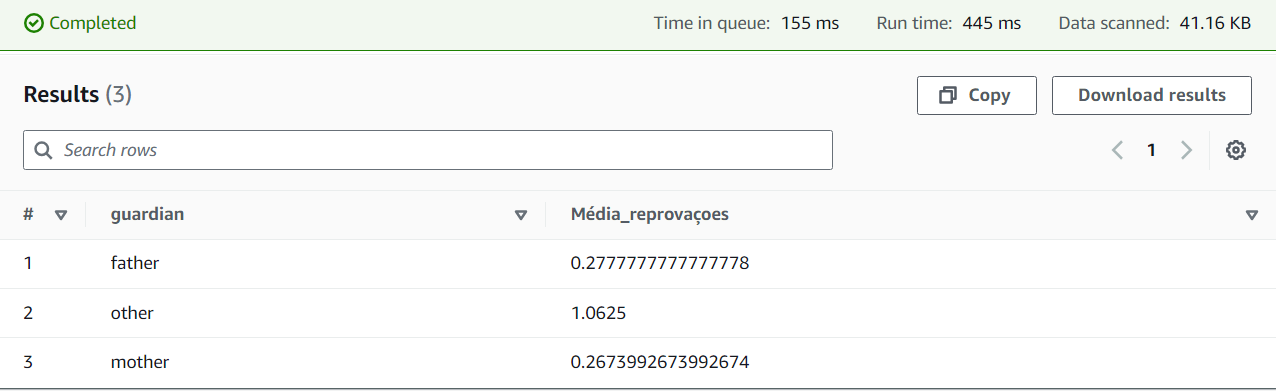 Completed Time in queue: 155 ms Run time: 445 ms Data scanned: 41.16 KB
Results (3) Copy Download results
Search rows 1
# guardian Média_reprovaçoes
1 father 0.2777777777777778
2 other 1.0625
3 mother 0.2673992673992674